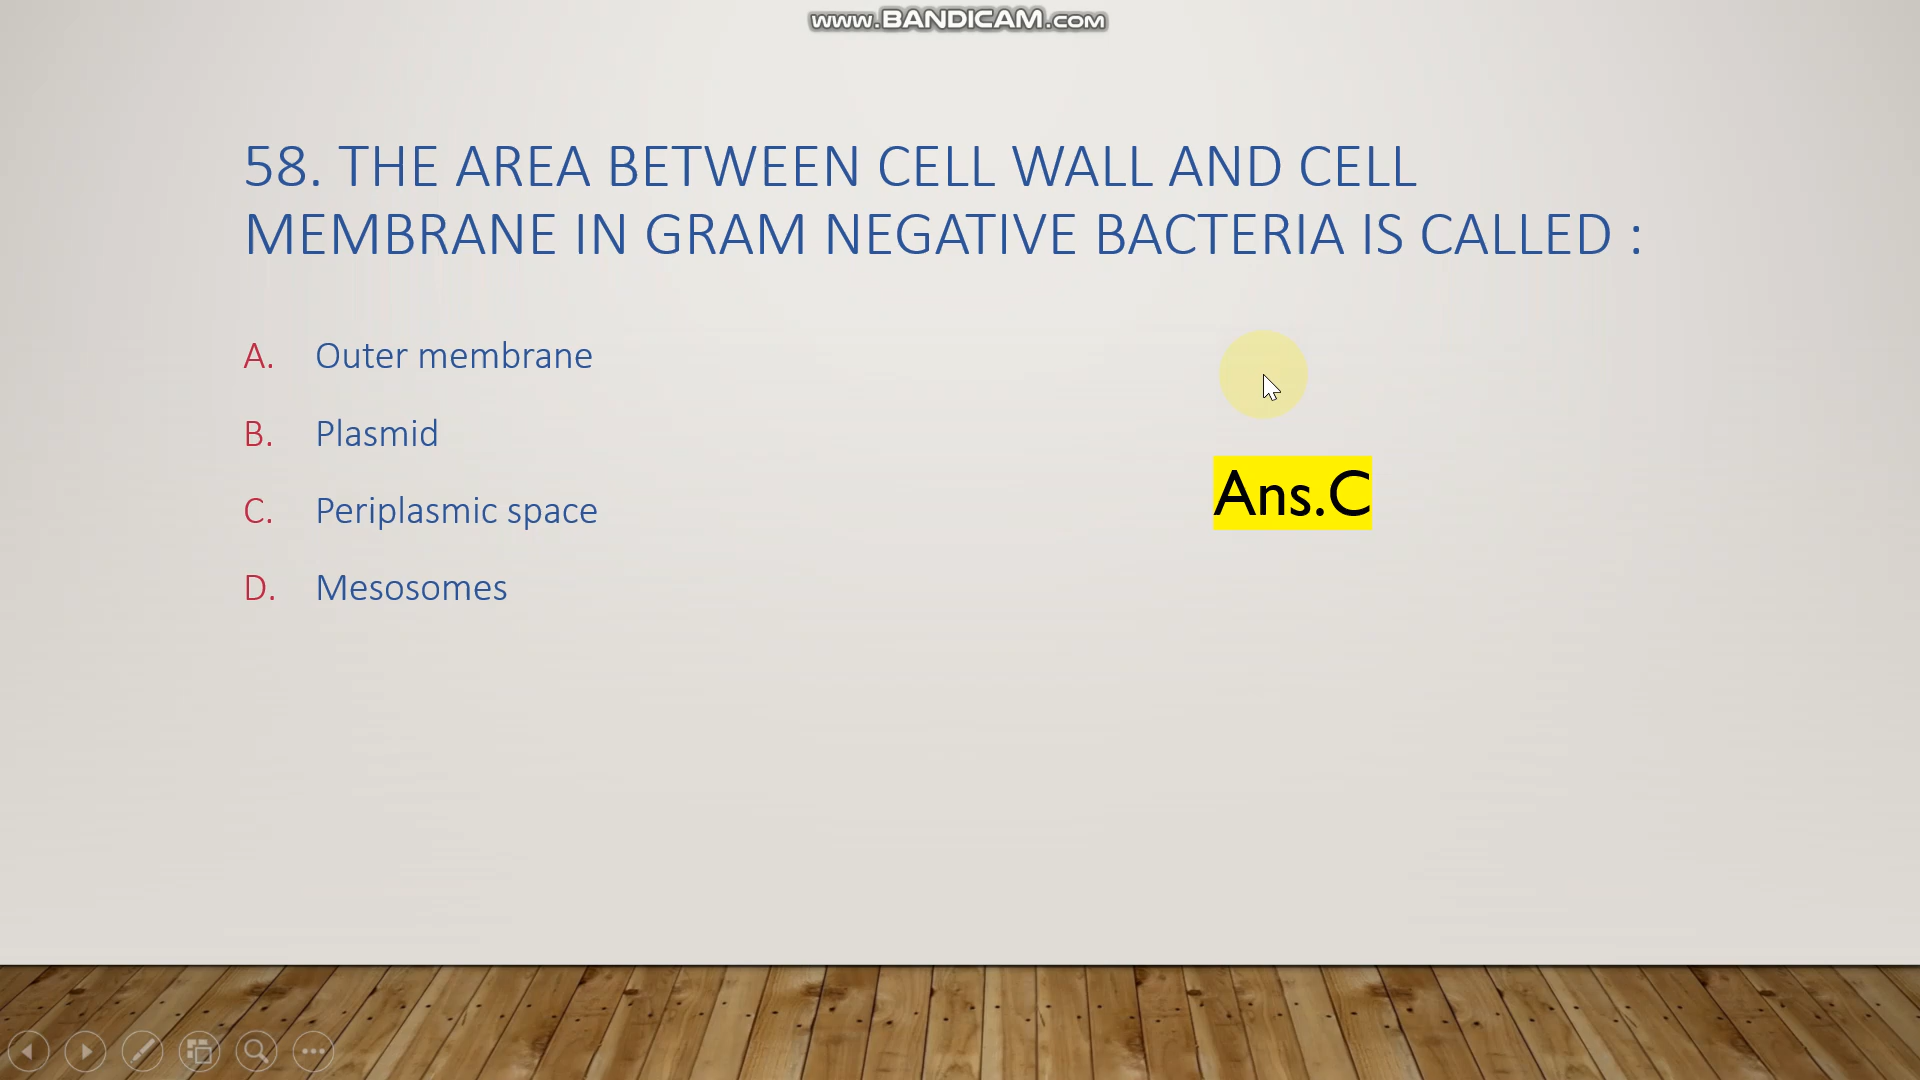 www.BANDICAM.com
58. THE AREA BETWEEN CELL WALL AND CELL
MEMBRANE IN GRAM NEGATIVE BACTERIA IS CALLED :
A. Outer membrane
B. Plasmid
C. Periplasmic space
D. Mesosomes
Ans.C